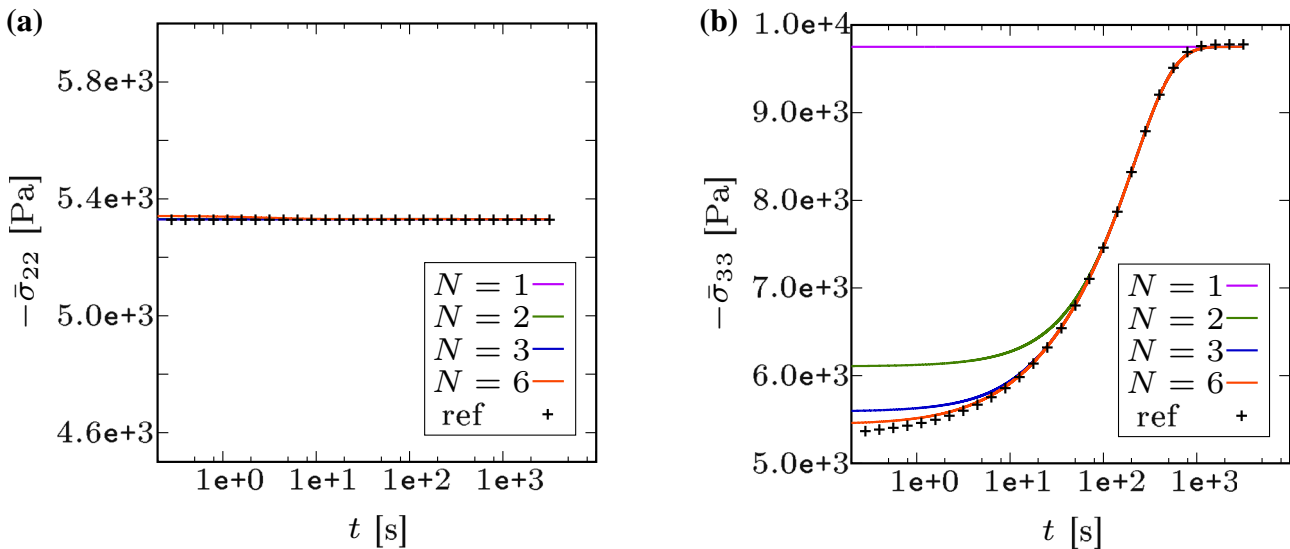 (a)
5.8e+3
5.4e+3
5.0e+3
4.6e+3
−σ̄₂₂ [Pa]
N = 1
N = 2
N = 3
N = 6
ref +
1e+0 1e+1 1e+2 1e+3
t [s]
(b)
1.0e+4
9.0e+3
8.0e+3
7.0e+3
6.0e+3
5.0e+3
−σ̄₃₃ [Pa]
N = 1
N = 2
N = 3
N = 6
ref +
1e+0 1e+1 1e+2 1e+3
t [s]